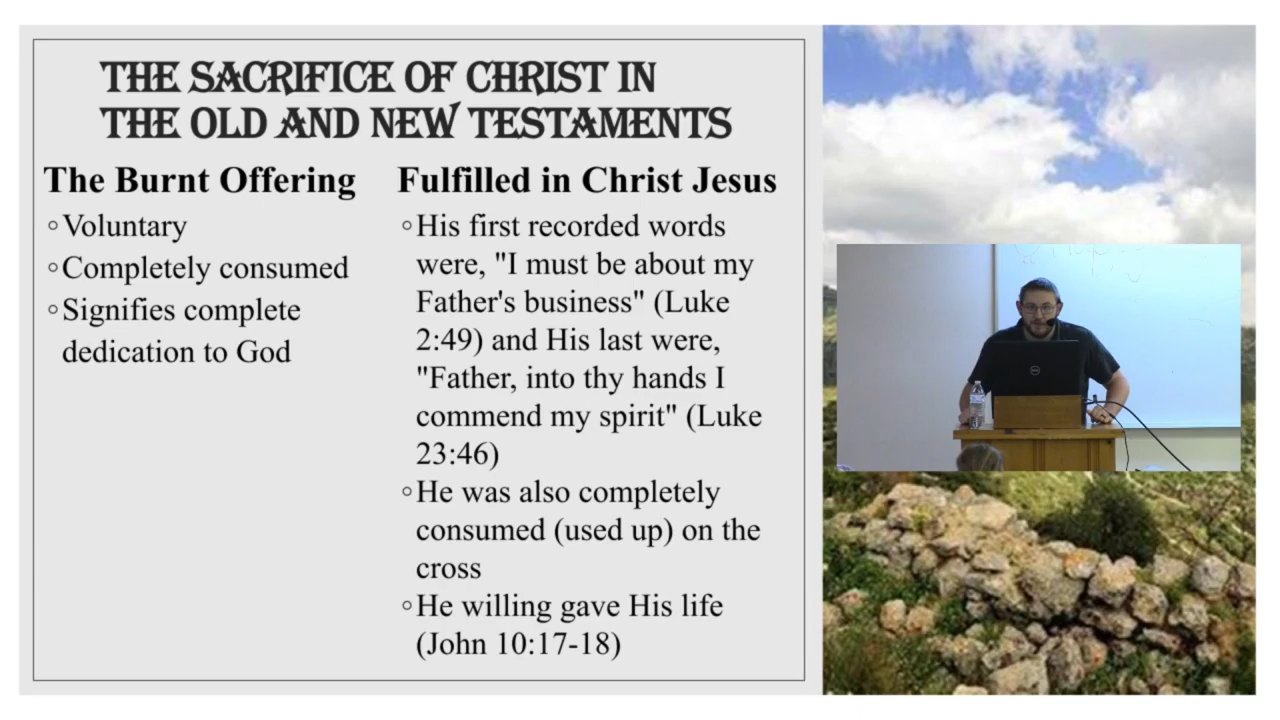 THE SACRIFICE OF CHRIST IN
THE OLD AND NEW TESTAMENTS
The Burnt Offering
◦Voluntary
◦Completely consumed
◦Signifies complete
dedication to God
Fulfilled in Christ Jesus
◦His first recorded words
were, "I must be about my
Father's business" (Luke
2:49) and His last were,
"Father, into thy hands I
commend my spirit" (Luke
23:46)
◦He was also completely
consumed (used up) on the
cross
◦He willing gave His life
(John 10:17-18)